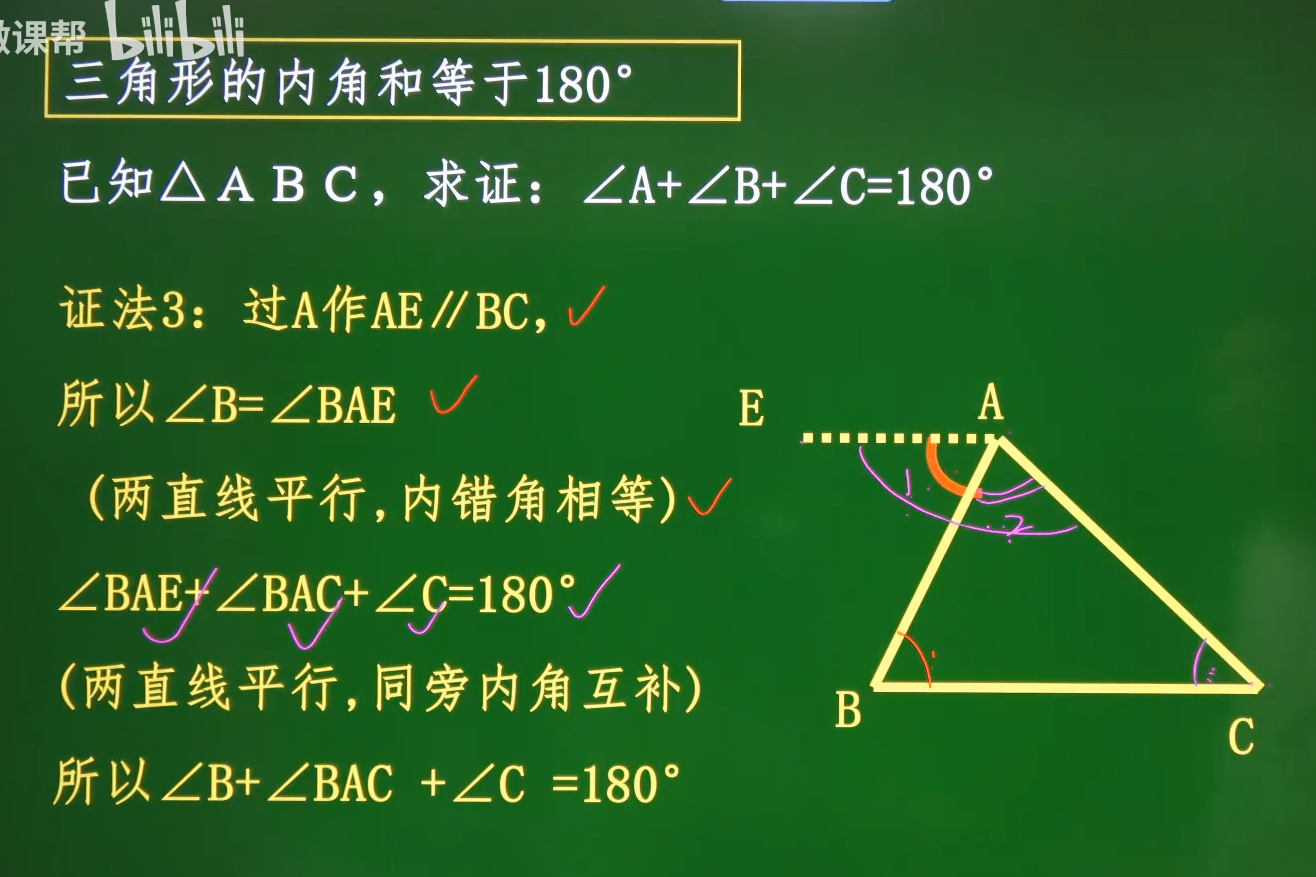 微课帮 bilibili
三角形的内角和等于180°
已知△ＡＢＣ，求证：∠A+∠B+∠C=180°
证法3：过A作AE∥BC，
所以∠B=∠BAE
(两直线平行,内错角相等)
∠BAE+∠BAC+∠C=180°
(两直线平行,同旁内角互补)
所以∠B+∠BAC +∠C =180°
E
A
1
2
B
C